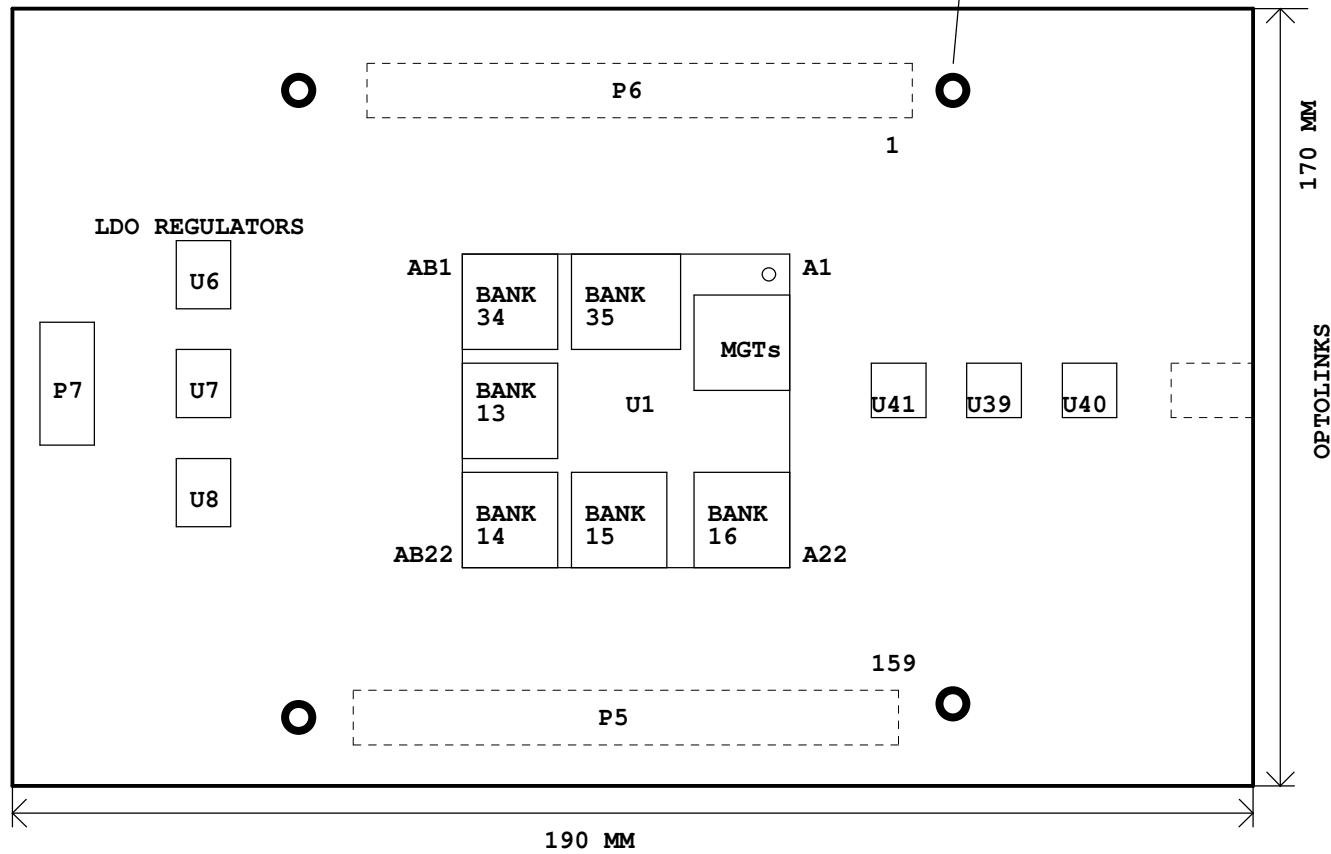 P6
1
170 MM
LDO REGULATORS
U6
AB1
BANK
34
BANK
35
A1
MGTs
P7
U7
BANK
13
U1
U41
U39
U40
OPTOLINKS
U8
BANK
14
BANK
15
BANK
16
AB22
A22
159
P5
190 MM